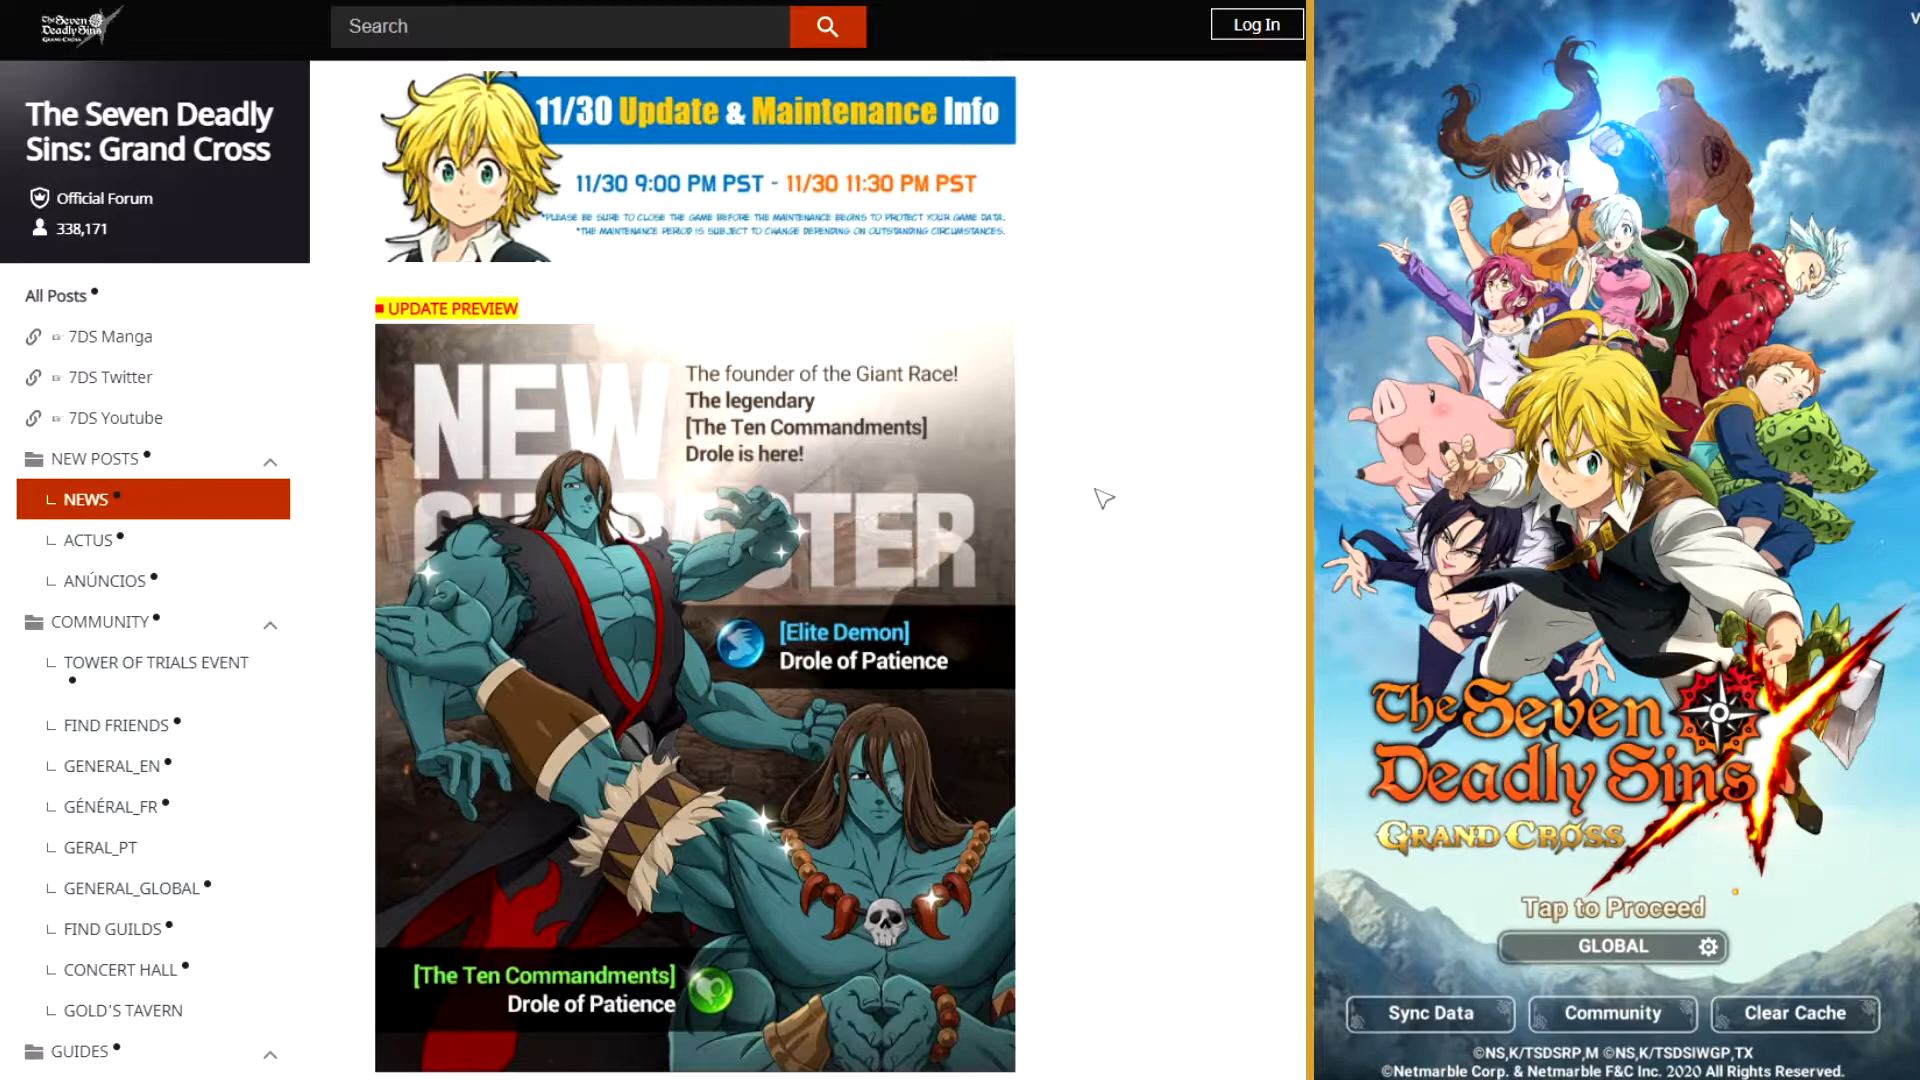 The Seven
Deadly Sins
GRAND CROSS
Search
Log In
The Seven Deadly
Sins: Grand Cross
Official Forum
338,171
All Posts
7DS Manga
7DS Twitter
7DS Youtube
NEW POSTS
NEWS
ACTUS
ANÚNCIOS
COMMUNITY
TOWER OF TRIALS EVENT
FIND FRIENDS
GENERAL_EN
GÉNÉRAL_FR
GERAL_PT
GENERAL_GLOBAL
FIND GUILDS
CONCERT HALL
GOLD'S TAVERN
GUIDES
11/30 Update & Maintenance Info
11/30 9:00 PM PST - 11/30 11:30 PM PST
*PLEASE BE SURE TO CLOSE THE GAME BEFORE THE MAINTENANCE BEGINS TO PROTECT YOUR GAME DATA.
*THE MAINTENANCE PERIOD IS SUBJECT TO CHANGE DEPENDING ON OUTSTANDING CIRCUMSTANCES.
■ UPDATE PREVIEW
NEW
CHARACTER
The founder of the Giant Race!
The legendary
[The Ten Commandments]
Drole is here!
[Elite Demon]
Drole of Patience
[The Ten Commandments]
Drole of Patience
V
The Seven
Deadly Sins
GRAND CROSS
Tap to Proceed
GLOBAL
Sync Data
Community
Clear Cache
©NS,K/TSDSRP,M ©NS,K/TSDSIWGP,TX
©Netmarble Corp. & Netmarble F&C Inc. 2020 All Rights Reserved.